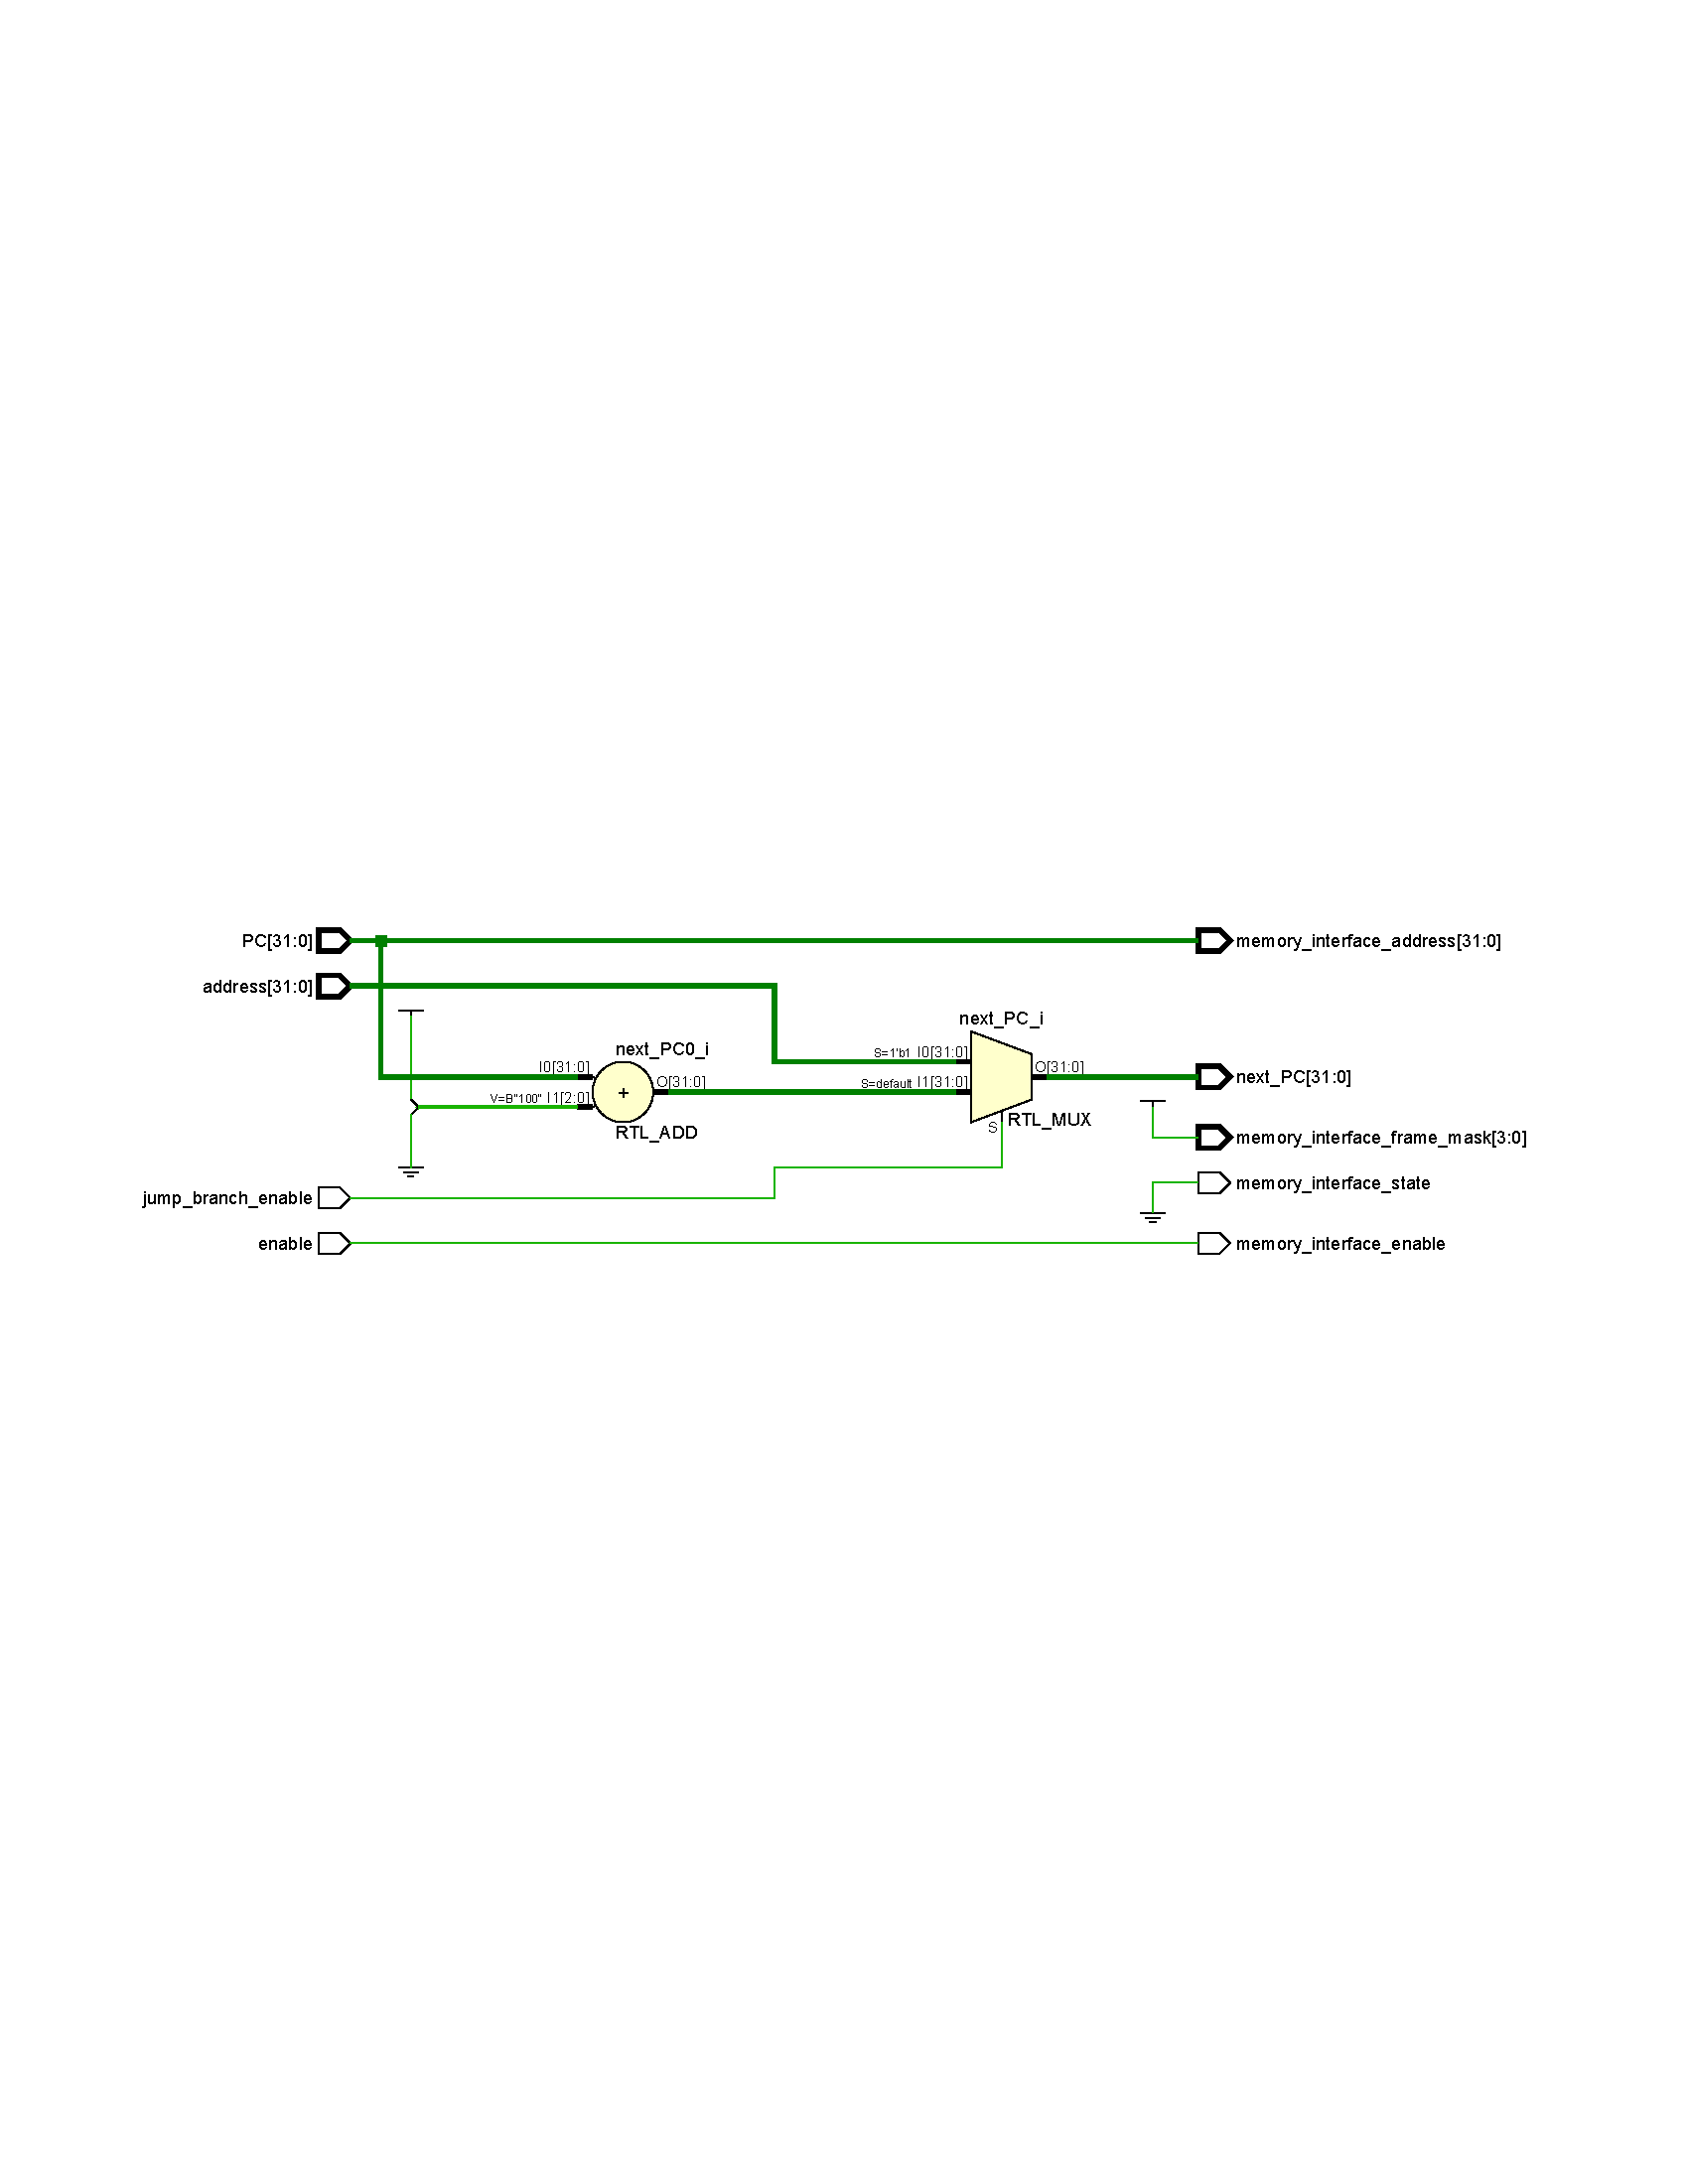 PC[31:0]
memory_interface_address[31:0]
address[31:0]
next_PC_i
next_PC0_i
S=1'b1 I0[31:0]
I0[31:0]
O[31:0]
next_PC[31:0]
O[31:0]
S=default I1[31:0]
V=B"100" I1[2:0]
+
RTL_MUX
S
RTL_ADD
memory_interface_frame_mask[3:0]
memory_interface_state
jump_branch_enable
enable
memory_interface_enable